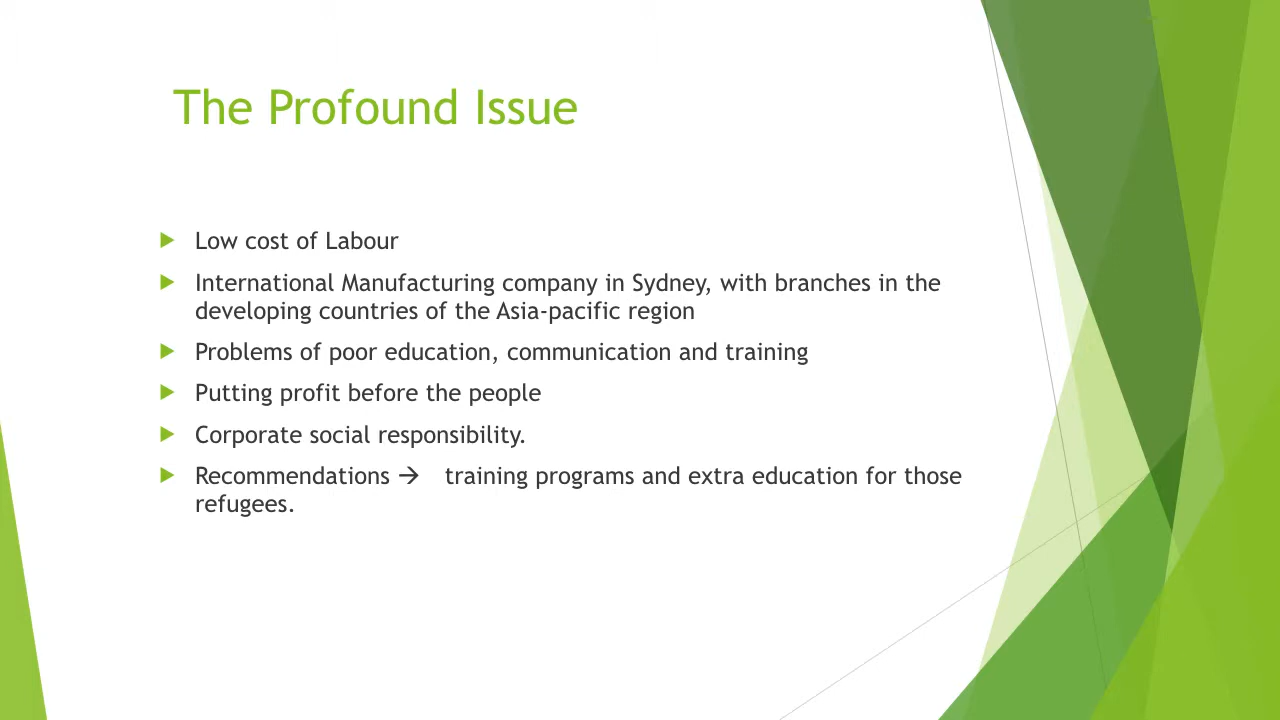 The Profound Issue
Low cost of Labour
International Manufacturing company in Sydney, with branches in the
developing countries of the Asia-pacific region
Problems of poor education, communication and training
Putting profit before the people
Corporate social responsibility.
Recommendations → training programs and extra education for those
refugees.